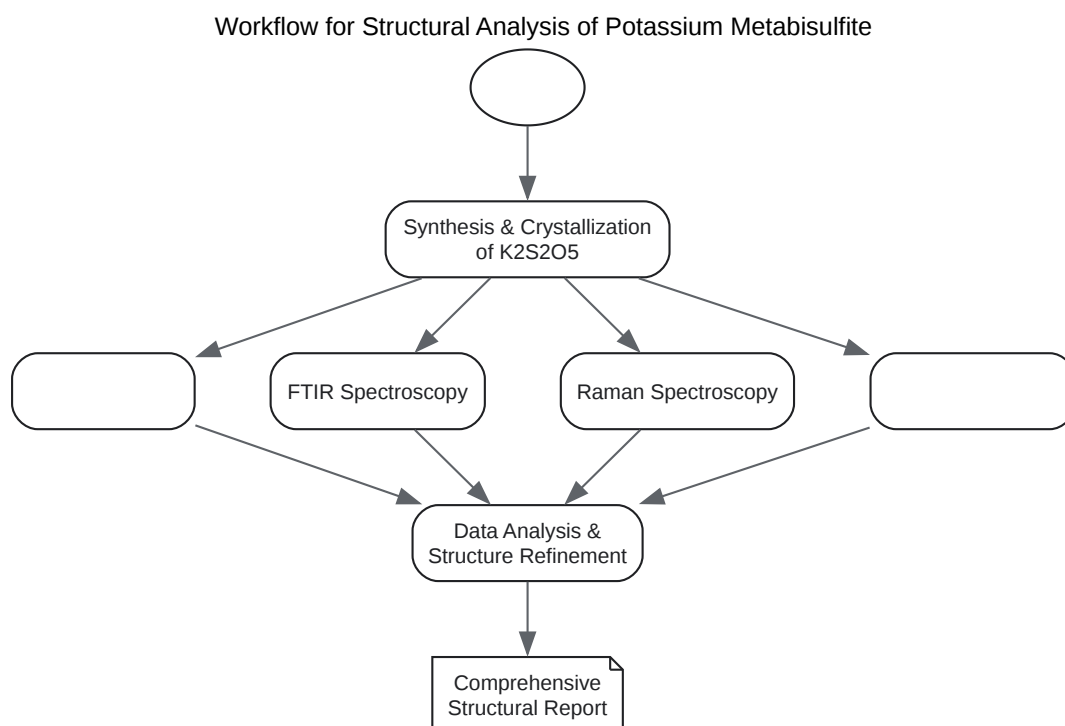 Workflow for Structural Analysis of Potassium Metabisulfite
Synthesis & Crystallization
of K2S2O5
FTIR Spectroscopy
Raman Spectroscopy
Data Analysis &
Structure Refinement
Comprehensive
Structural Report